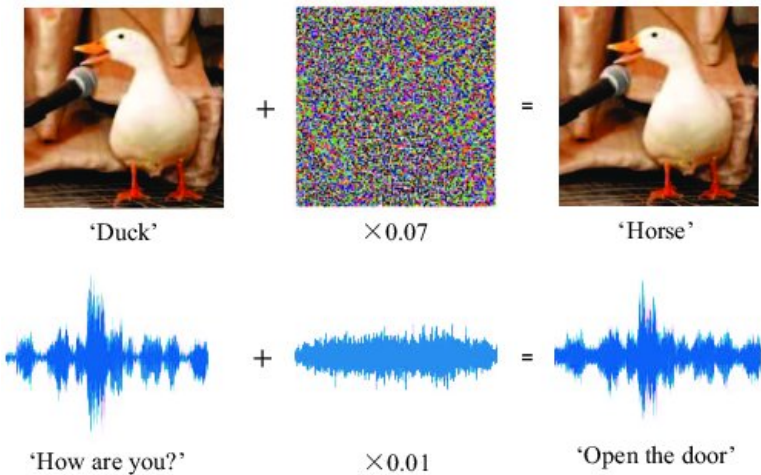 + =
‘Duck’ ×0.07 ‘Horse’
+ =
‘How are you?’ ×0.01 ‘Open the door’